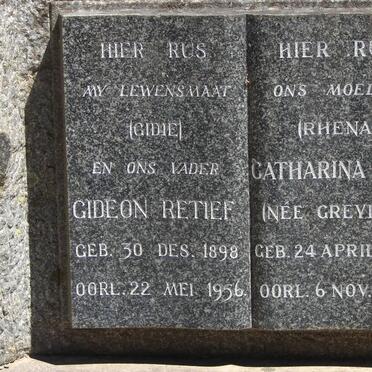 HIER RUS
MY LEWENSMAAT
(GIDIE)
EN ONS VADER
GIDEON RETIEF
GEB. 30 DES. 1898
OORL. 22 MEI 1956.
HIER RU
ONS MOED
(RHENA
CATHARINA
(NÉE GREY
GEB. 24 APRI
OORL. 6 NOV.